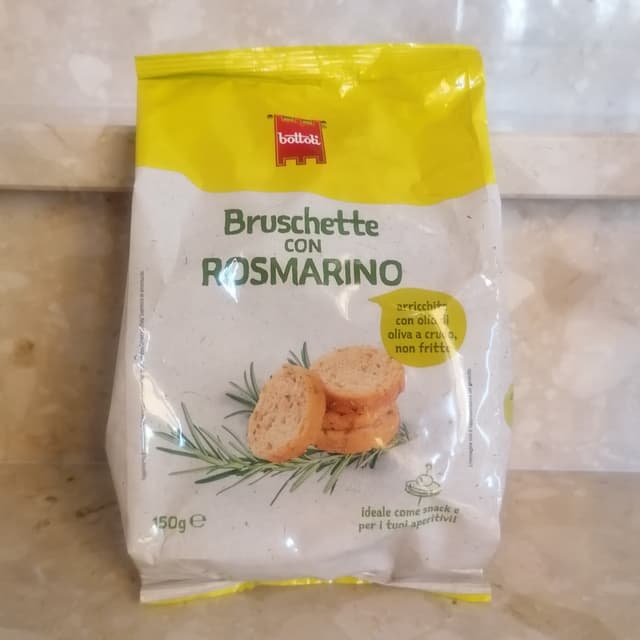 bottoli
Bruschette
CON
ROSMARINO
arricchite
con olio di
oliva a crudo,
non fritte
150g e
ideale come snack e
per i tuoi aperitivi!